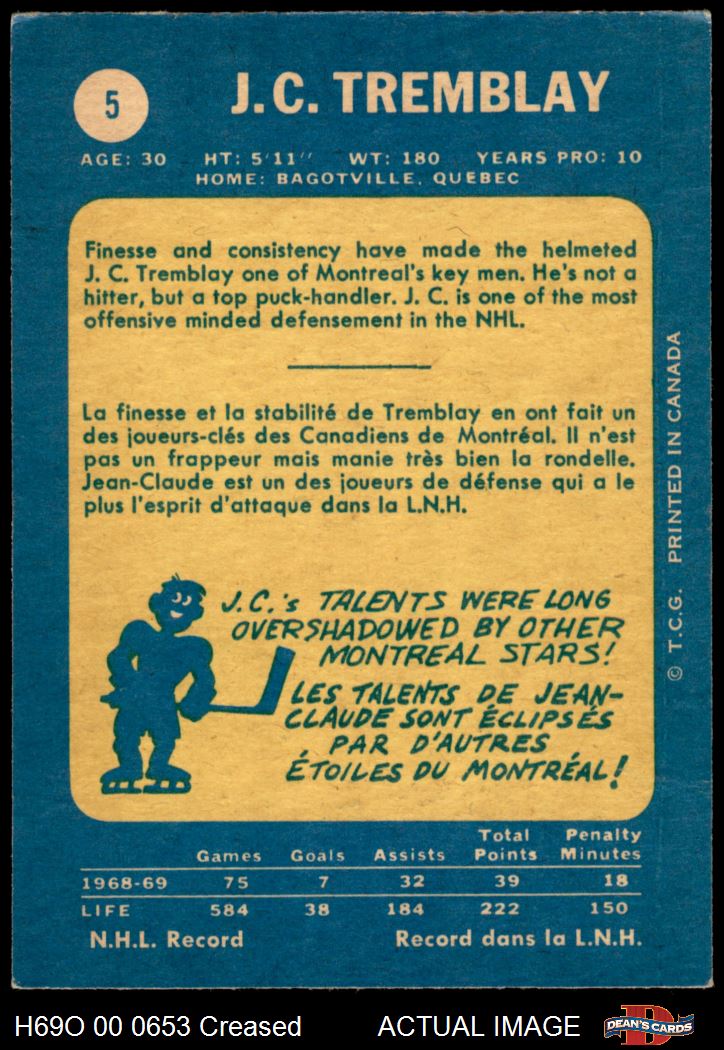 5
J.C. TREMBLAY
AGE: 30 HT: 5'11" WT: 180 YEARS PRO: 10
HOME: BAGOTVILLE, QUEBEC
Finesse and consistency have made the helmeted
J. C. Tremblay one of Montreal's key men. He's not a
hitter, but a top puck-handler. J. C. is one of the most
offensive minded defensement in the NHL.
La finesse et la stabilité de Tremblay en ont fait un
des joueurs-clés des Canadiens de Montréal. Il n'est
pas un frappeur mais manie très bien la rondelle.
Jean-Claude est un des joueurs de défense qui a le
plus l'esprit d'attaque dans la L.N.H.
J.C.'s TALENTS WERE LONG
OVERSHADOWED BY OTHER
MONTREAL STARS!
LES TALENTS DE JEAN-
CLAUDE SONT ÉCLIPSÉS
PAR D'AUTRES
ÉTOILES DU MONTRÉAL!
© T.C.G. PRINTED IN CANADA
Games Goals Assists Total Points Penalty Minutes
1968-69 75 7 32 39 18
LIFE 584 38 184 222 150
N.H.L. Record Record dans la L.N.H.
H69O 00 0653 Creased ACTUAL IMAGE D DEAN'S CARDS